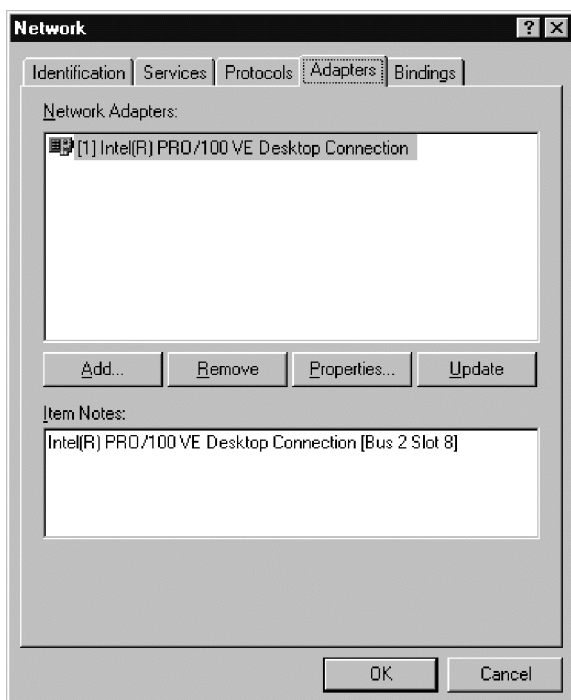 Network
Identification Services Protocols Adapters Bindings
Network Adapters:
[1] Intel(R) PRO/100 VE Desktop Connection
Add... Remove Properties... Update
Item Notes:
Intel(R) PRO/100 VE Desktop Connection [Bus 2 Slot 8]
OK Cancel